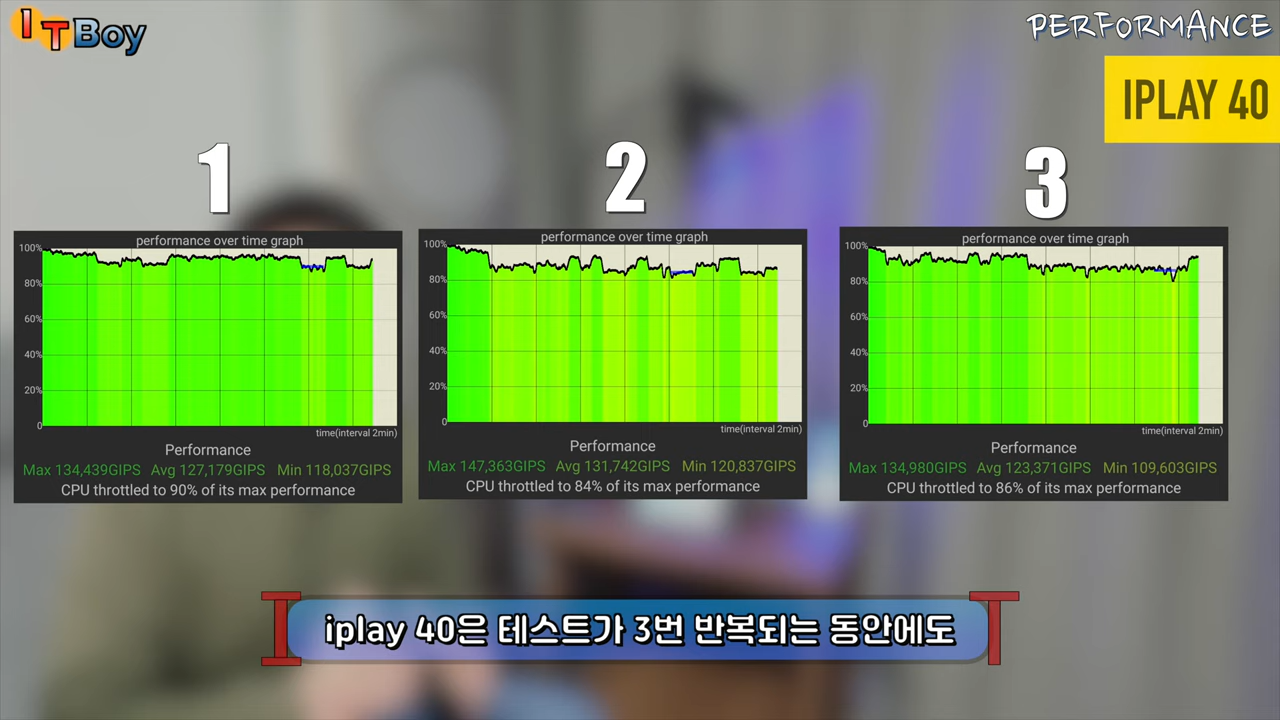 ITBoy
PERFORMANCE
IPLAY 40
1
performance over time graph
100%
80%
60%
40%
20%
0
time(interval 2min)
Performance
Max 134,439GIPS Avg 127,179GIPS Min 118,037GIPS
CPU throttled to 90% of its max performance
2
performance over time graph
100%
80%
60%
40%
20%
0
time(interval 2min)
Performance
Max 147,363GIPS Avg 131,742GIPS Min 120,837GIPS
CPU throttled to 84% of its max performance
3
performance over time graph
100%
80%
60%
40%
20%
0
time(interval 2min)
Performance
Max 134,980GIPS Avg 123,371GIPS Min 109,603GIPS
CPU throttled to 86% of its max performance
iplay 40은 테스트가 3번 반복되는 동안에도